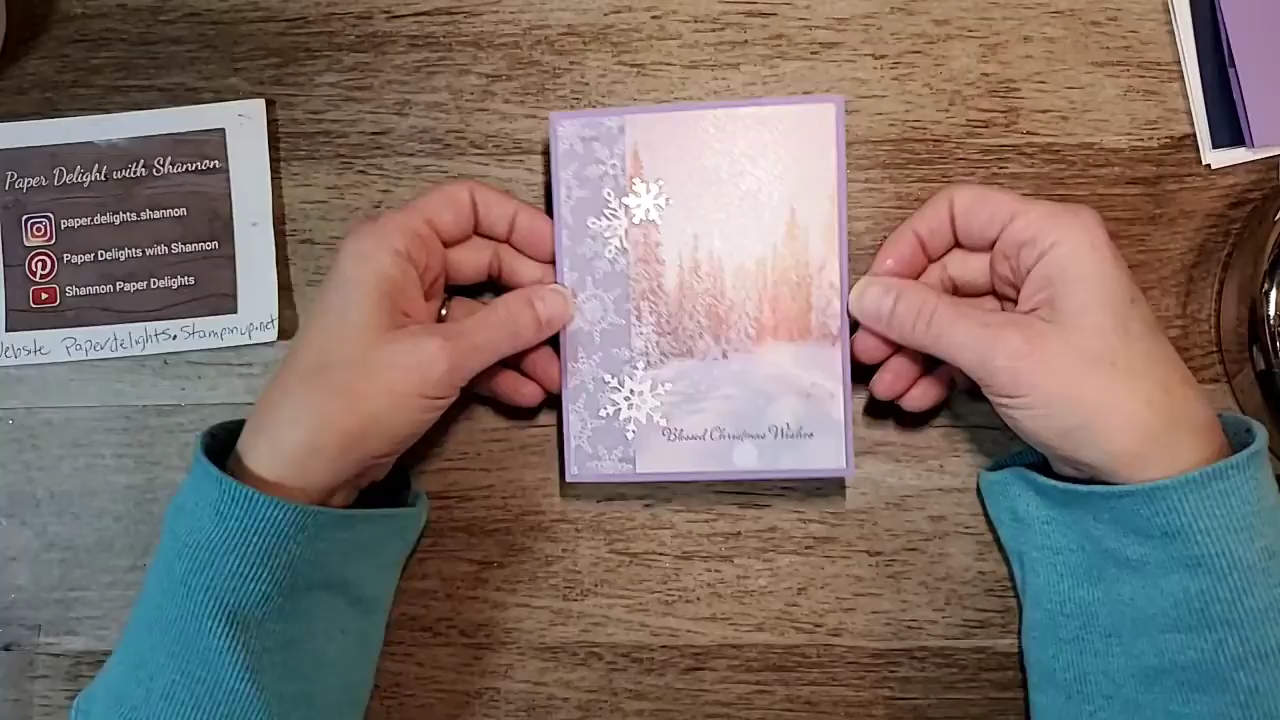 Paper Delight with Shannon
paper.delights.shannon
Paper Delights with Shannon
Shannon Paper Delights
Website Paperdelights.Stampinup.net
Blessed Christmas Wishes